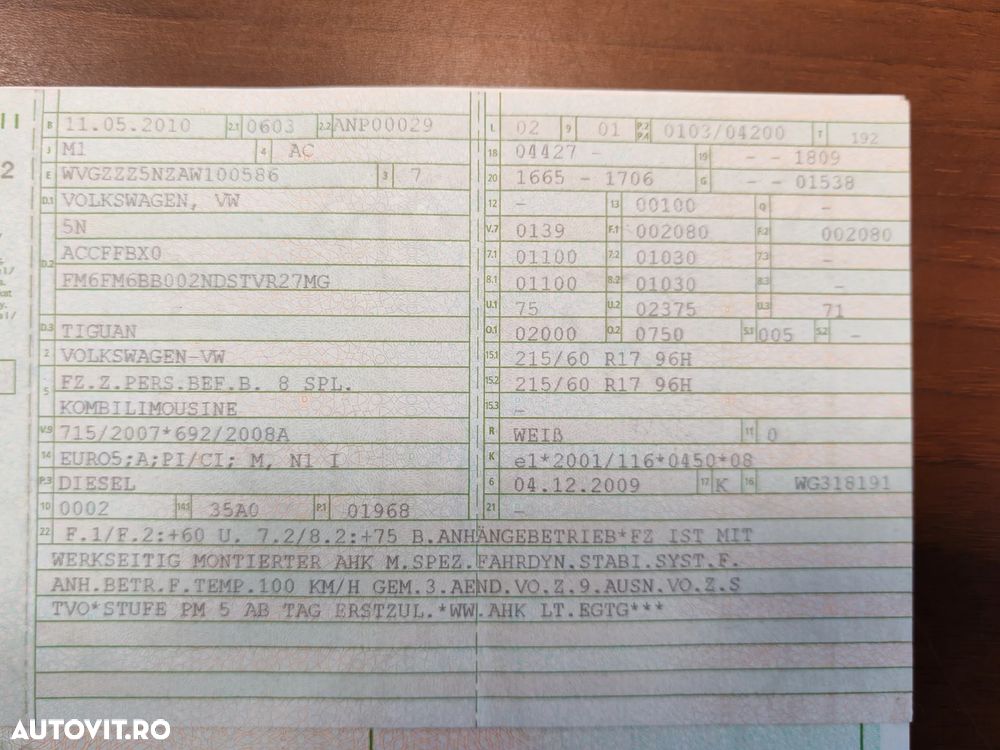 B 11.05.2010 2.1 0603 2.2 ANP00029
J M1 4 AC
E WVGZZZ5NZAW100586 3 7
D.1 VOLKSWAGEN, VW
5N
D.2 ACCFFBX0
FM6FM6BB002NDSTVR27MG
D.3 TIGUAN
2 VOLKSWAGEN-VW
5 FZ.Z.PERS.BEF.B. 8 SPL.
KOMBILIMOUSINE
V.9 715/2007*692/2008A
14 EURO5;A;PI/CI; M, N1 I
P.3 DIESEL
10 0002 14.1 35A0 P.1 01968
L 02 9 01 P.2 P.4 0103/04200 T 192
18 04427 - 19 - - 1809
20 1665 - 1706 G - - 01538
12 - 13 00100 Q -
V.7 0139 F.1 002080 F.2 002080
7.1 01100 7.2 01030 7.3 -
8.1 01100 8.2 01030 8.3 -
U.1 75 U.2 02375 U.3 71
O.1 02000 O.2 0750 S.1 005 S.2 -
15.1 215/60 R17 96H
15.2 215/60 R17 96H
15.3 -
R WEIß 11 0
K e1*2001/116*0450*08
6 04.12.2009 17 K 16 WG318191
21 -
22 F.1/F.2:+60 U. 7.2/8.2:+75 B.ANHÄNGEBETRIEB*FZ IST MIT
WERKSEITIG MONTIERTER AHK M.SPEZ.FAHRDYN.STABI.SYST.F.
ANH.BETR.F.TEMP.100 KM/H GEM.3.AEND.VO.Z.9.AUSN.VO.Z.S
TVO*STUFE PM 5 AB TAG ERSTZUL.*WW.AHK LT.EGTG***
AUTOVIT.RO